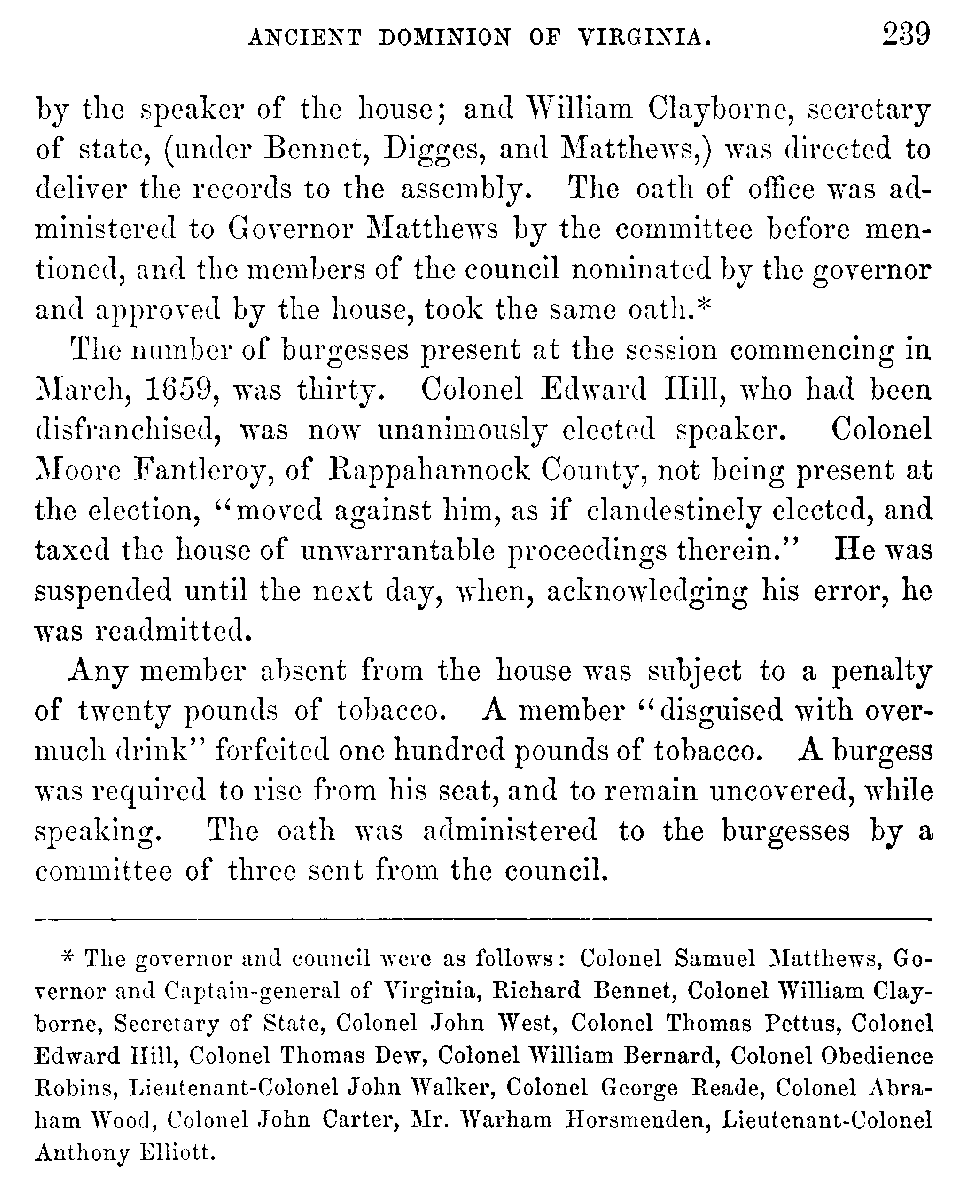 ANCIENT DOMINION OF VIRGINIA. 239
by the speaker of the house; and William Clayborne, secretary
of state, (under Bennet, Digges, and Matthews,) was directed to
deliver the records to the assembly. The oath of office was ad-
ministered to Governor Matthews by the committee before men-
tioned, and the members of the council nominated by the governor
and approved by the house, took the same oath.*
The number of burgesses present at the session commencing in
March, 1659, was thirty. Colonel Edward Hill, who had been
disfranchised, was now unanimously elected speaker. Colonel
Moore Fantleroy, of Rappahannock County, not being present at
the election, “moved against him, as if clandestinely elected, and
taxed the house of unwarrantable proceedings therein.” He was
suspended until the next day, when, acknowledging his error, he
was readmitted.
Any member absent from the house was subject to a penalty
of twenty pounds of tobacco. A member “disguised with over-
much drink” forfeited one hundred pounds of tobacco. A burgess
was required to rise from his seat, and to remain uncovered, while
speaking. The oath was administered to the burgesses by a
committee of three sent from the council.
* The governor and council were as follows: Colonel Samuel Matthews, Go-
vernor and Captain-general of Virginia, Richard Bennet, Colonel William Clay-
borne, Secretary of State, Colonel John West, Colonel Thomas Pettus, Colonel
Edward Hill, Colonel Thomas Dew, Colonel William Bernard, Colonel Obedience
Robins, Lieutenant-Colonel John Walker, Colonel George Reade, Colonel Abra-
ham Wood, Colonel John Carter, Mr. Warham Horsmenden, Lieutenant-Colonel
Anthony Elliott.